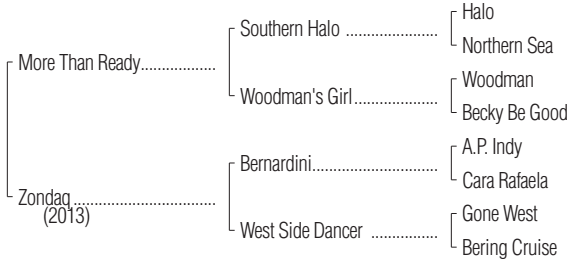 Halo
Southern Halo ......................
Northern Sea
More Than Ready..................
Woodman
Woodman's Girl....................
Becky Be Good
A.P. Indy
Bernardini..............................
Cara Rafaela
Zondaq..................................
(2013)
Gone West
West Side Dancer ................
Bering Cruise